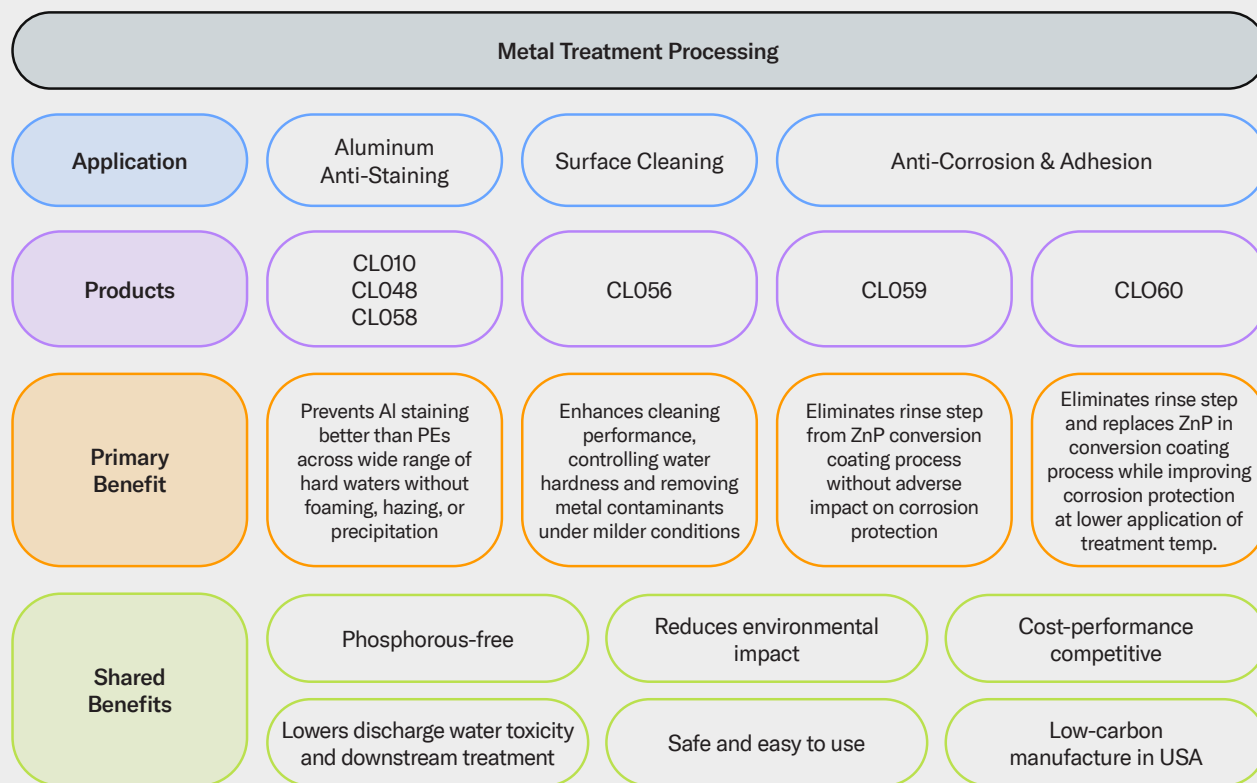 Metal Treatment Processing
Application
Aluminum
Anti-Staining
Surface Cleaning
Anti-Corrosion & Adhesion
Products
CL010
CL048
CL058
CL056
CL059
CLO60
Primary
Benefit
Prevents Al staining
better than PEs
across wide range of
hard waters without
foaming, hazing, or
precipitation
Enhances cleaning
performance,
controlling water
hardness and removing
metal contaminants
under milder conditions
Eliminates rinse step
from ZnP conversion
coating process
without adverse
impact on corrosion
protection
Eliminates rinse step
and replaces ZnP in
conversion coating
process while improving
corrosion protection
at lower application of
treatment temp.
Shared
Benefits
Phosphorous-free
Reduces environmental
impact
Cost-performance
competitive
Lowers discharge water toxicity
and downstream treatment
Safe and easy to use
Low-carbon
manufacture in USA